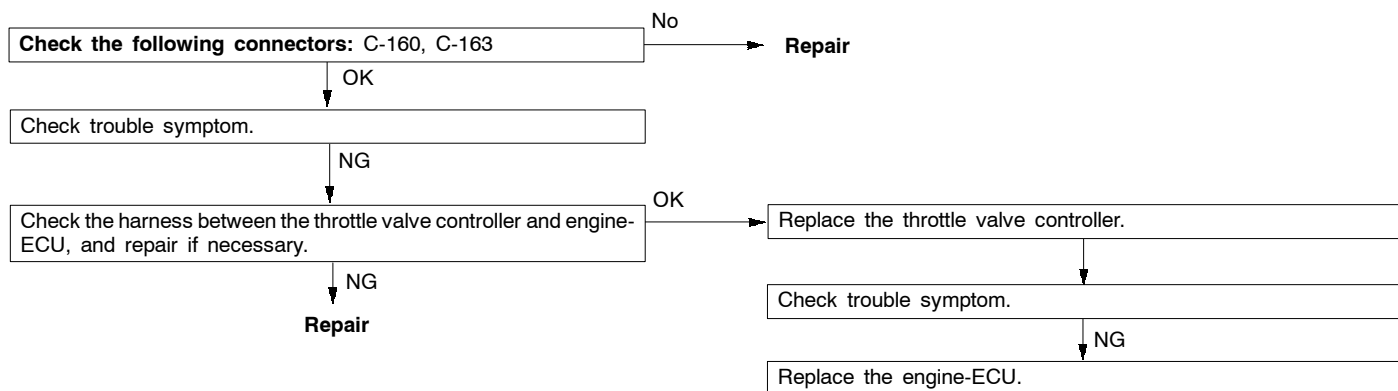 No
Check the following connectors: C-160, C-163
Repair
OK
Check trouble symptom.
NG
OK
Check the harness between the throttle valve controller and engine-
ECU, and repair if necessary.
Replace the throttle valve controller.
NG
Check trouble symptom.
Repair
NG
Replace the engine-ECU.